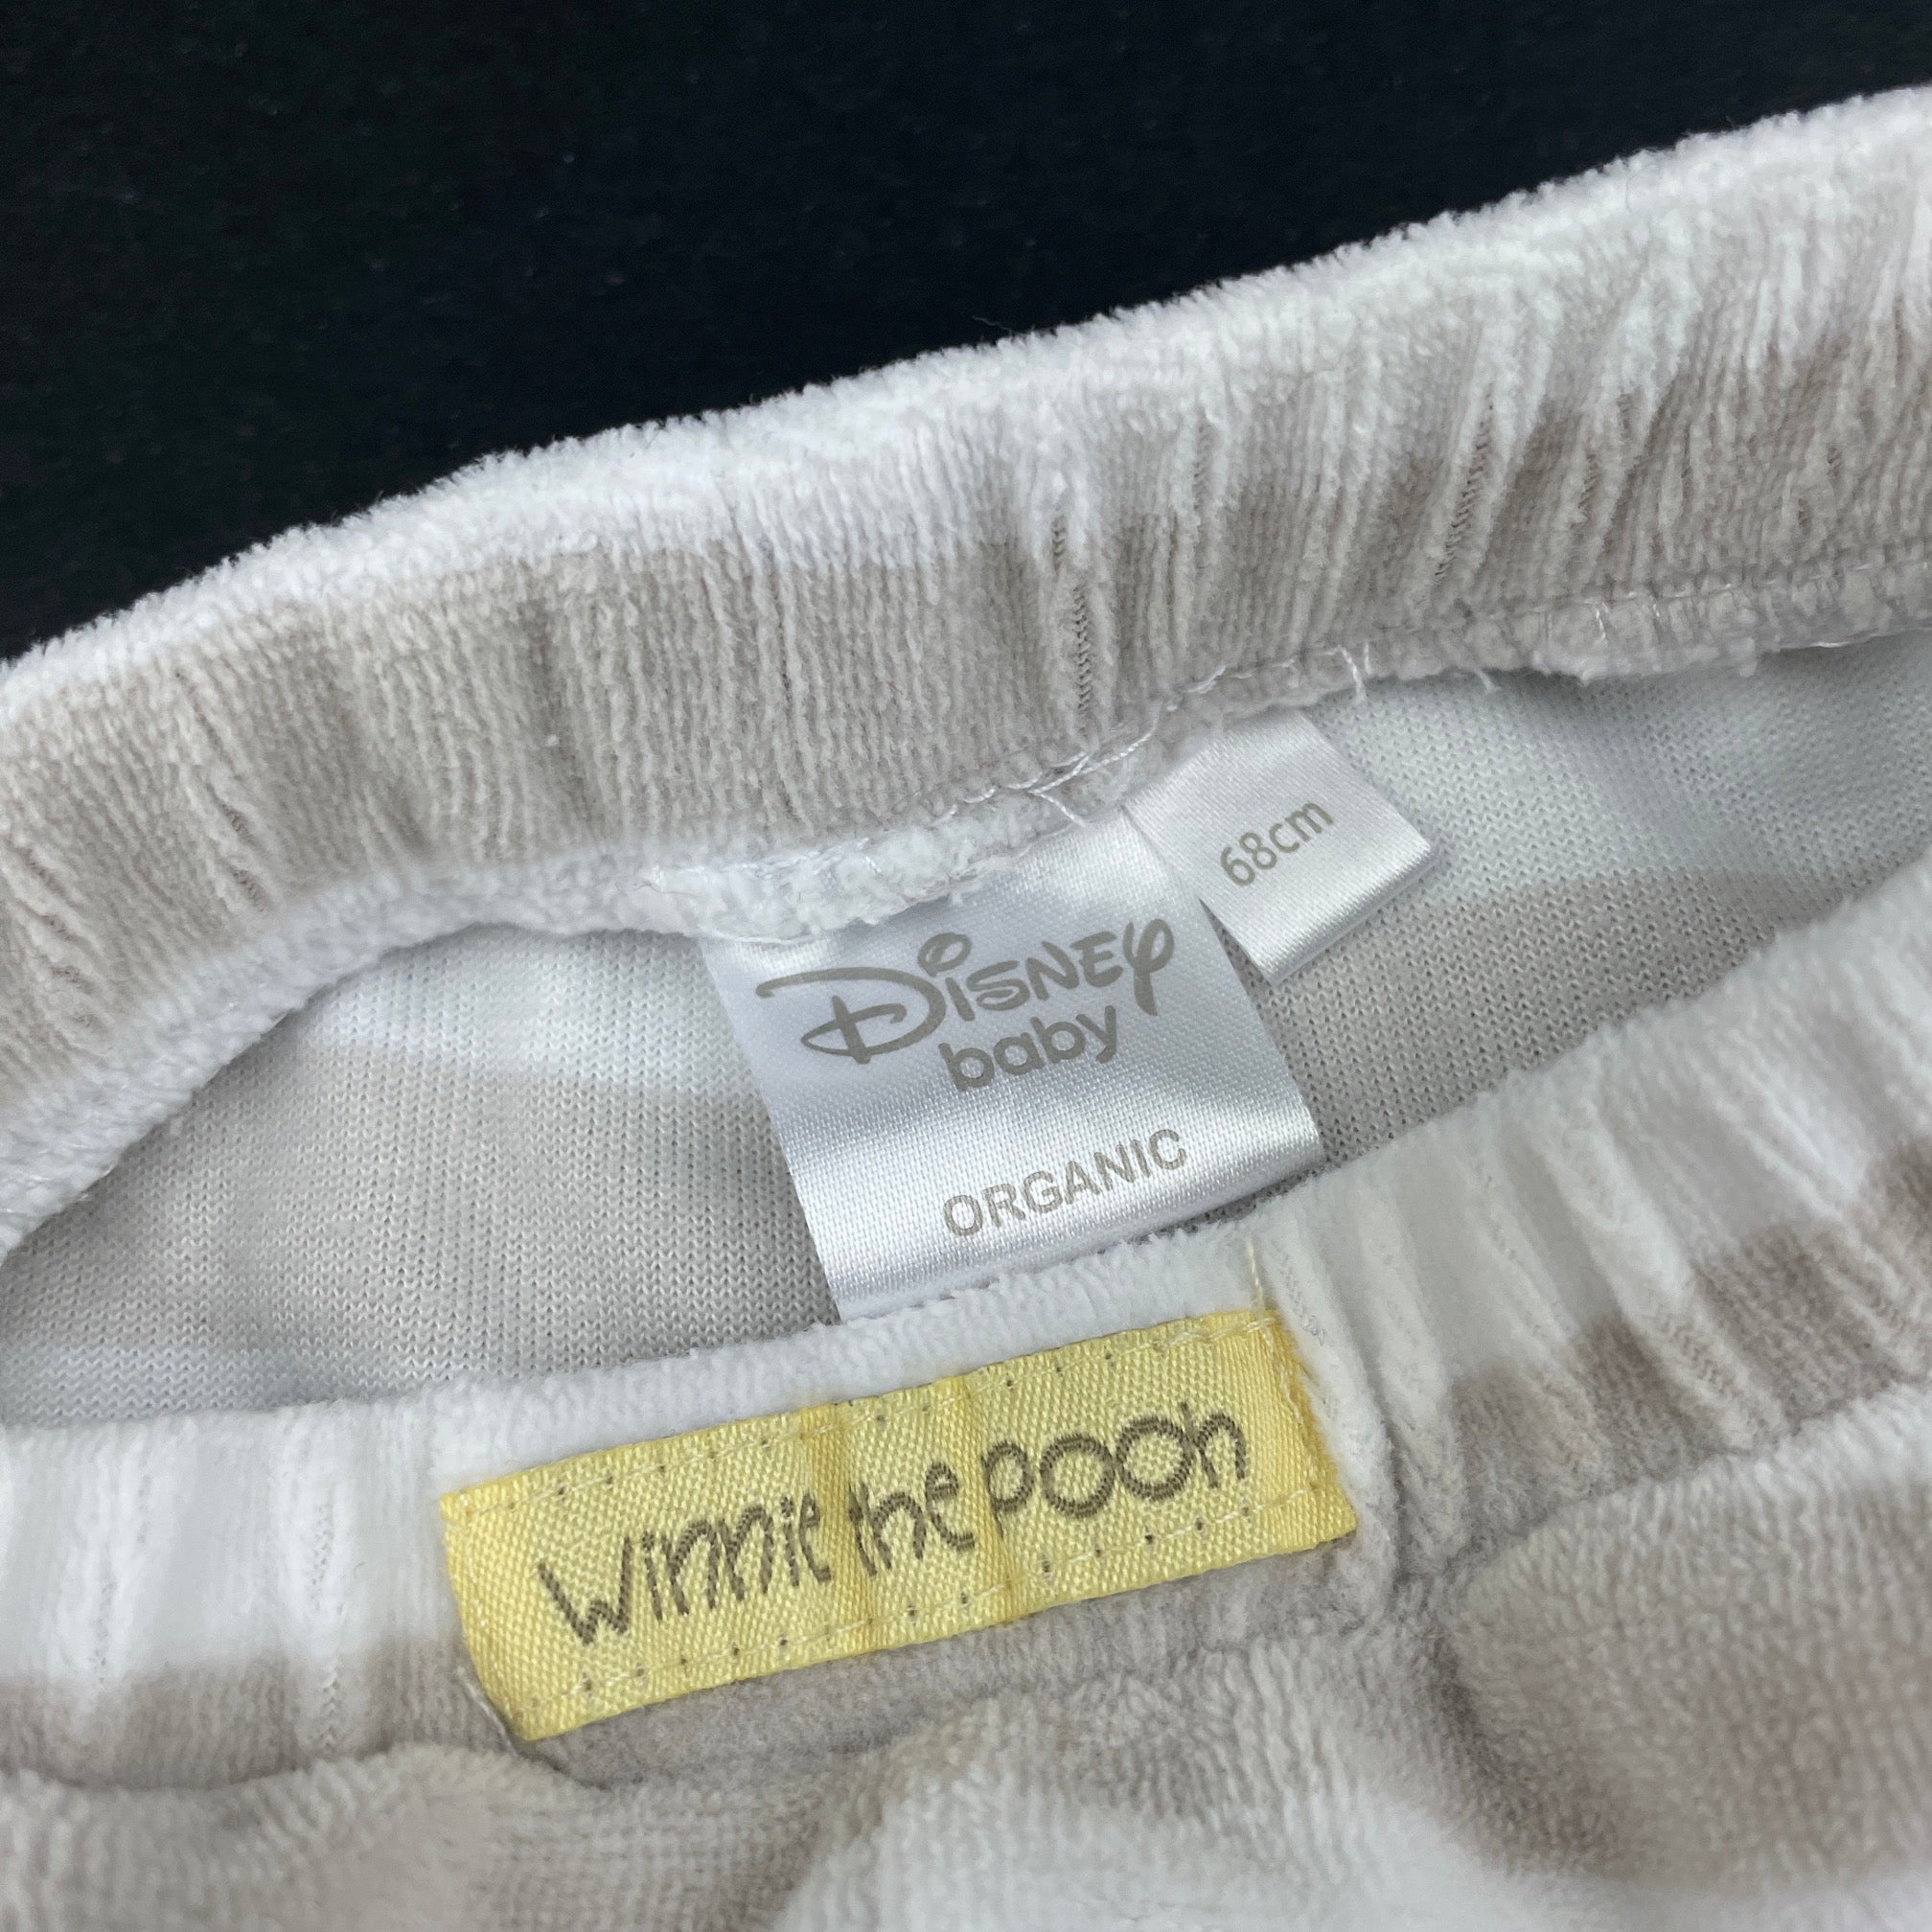 68cm
Disney
baby
ORGANIC
Winnie the pooh